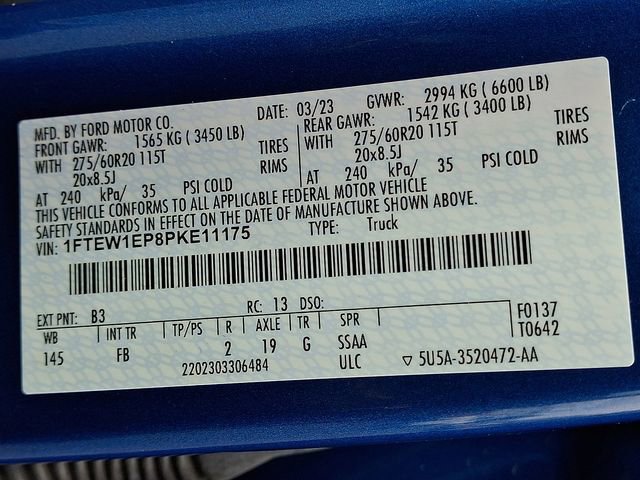 MFD. BY FORD MOTOR CO. DATE: 03/23 GVWR: 2994 KG ( 6600 LB)
FRONT GAWR: 1565 KG ( 3450 LB) REAR GAWR: 1542 KG ( 3400 LB)
WITH 275/60R20 115T TIRES WITH 275/60R20 115T TIRES
20x8.5J RIMS 20x8.5J RIMS
AT 240 kPa/ 35 PSI COLD AT 240 kPa/ 35 PSI COLD
THIS VEHICLE CONFORMS TO ALL APPLICABLE FEDERAL MOTOR VEHICLE
SAFETY STANDARDS IN EFFECT ON THE DATE OF MANUFACTURE SHOWN ABOVE.
VIN: 1FTEW1EP8PKE11175 TYPE: Truck
EXT PNT: B3 RC: 13 DSO: F0137
WB INT TR TP/PS R AXLE TR SPR T0642
145 FB 2 19 G SSAA
2202303306484 ULC ▽ 5U5A-3520472-AA